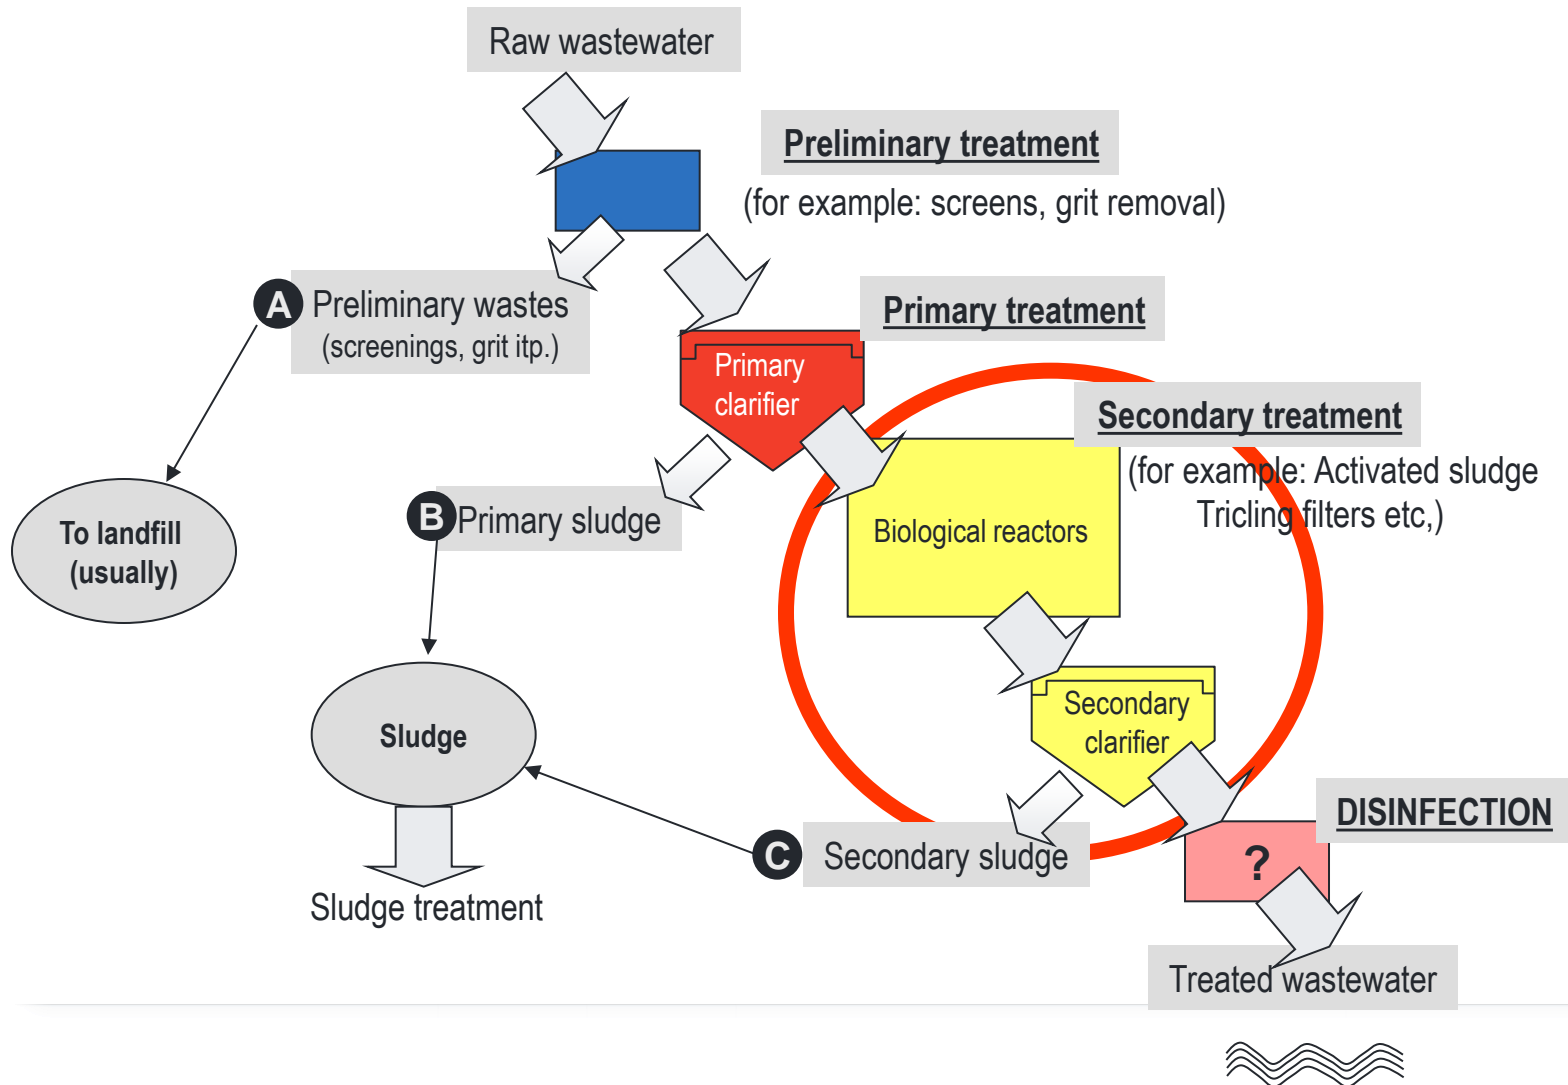 Raw wastewater
Preliminary treatment
(for example: screens, grit removal)
A
Preliminary wastes
(screenings, grit itp.)
Primary treatment
Primary
clarifier
Secondary treatment
(for example: Activated sludge
Tricling filters etc,)
To landfill
(usually)
B
Primary sludge
Biological reactors
Sludge
Secondary
clarifier
DISINFECTION
C
Secondary sludge
?
Sludge treatment
Treated wastewater